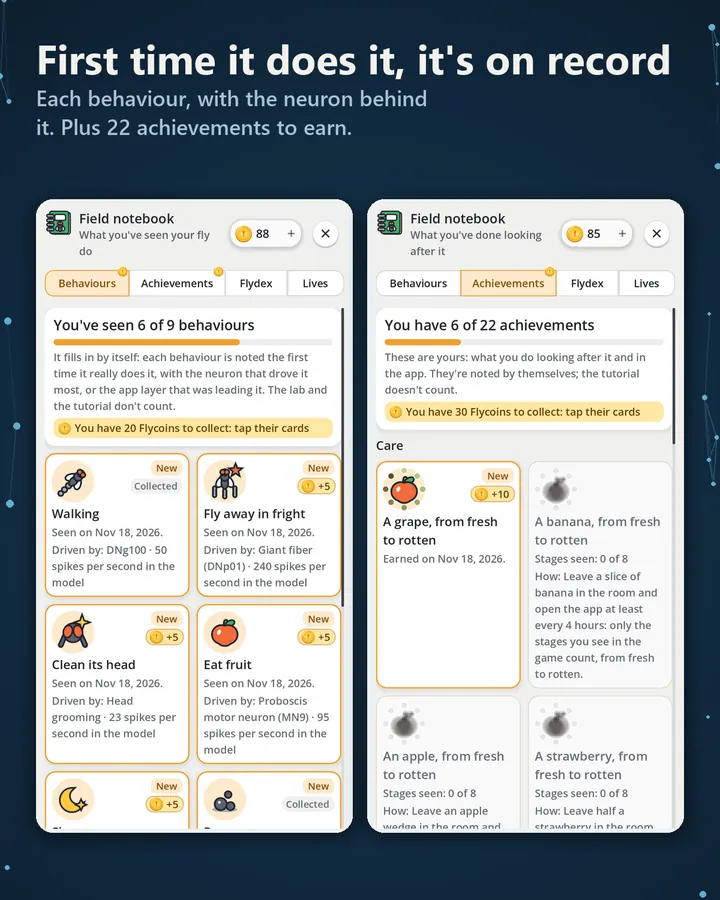 First time it does it, it's on record
Each behaviour, with the neuron behind
it. Plus 22 achievements to earn.
Field notebook
What you've seen your fly
do
88 +
Behaviours
Achievements
Flydex
Lives
You've seen 6 of 9 behaviours
It fills in by itself: each behaviour is noted the first
time it really does it, with the neuron that drove it
most, or the app layer that was leading it. The lab and
the tutorial don't count.
You have 20 Flycoins to collect: tap their cards
New
Collected
Walking
Seen on Nov 18, 2026.
Driven by: DNg100 · 50
spikes per second in the
model
New
+5
Fly away in fright
Seen on Nov 18, 2026.
Driven by: Giant fiber
(DNp01) · 240 spikes per
second in the model
New
+5
Clean its head
Seen on Nov 18, 2026.
Driven by: Head
grooming · 23 spikes per
second in the model
New
+5
Eat fruit
Seen on Nov 18, 2026.
Driven by: Proboscis
motor neuron (MN9) · 95
spikes per second in the
model
New
+5
New
Collected
Field notebook
What you've done looking
after it
85 +
Behaviours
Achievements
Flydex
Lives
You have 6 of 22 achievements
These are yours: what you do looking after it and in
the app. They're noted by themselves; the tutorial
doesn't count.
You have 30 Flycoins to collect: tap their cards
Care
New
+10
A grape, from fresh
to rotten
Earned on Nov 18, 2026.
A banana, from fresh
to rotten
Stages seen: 0 of 8
How: Leave a slice of
banana in the room and
open the app at least
every 4 hours: only the
stages you see in the
game count, from fresh
to rotten.
An apple, from fresh
to rotten
Stages seen: 0 of 8
How: Leave an apple
wedge in the room and
A strawberry, from
fresh to rotten
Stages seen: 0 of 8
How: Leave half a
strawberry in the room